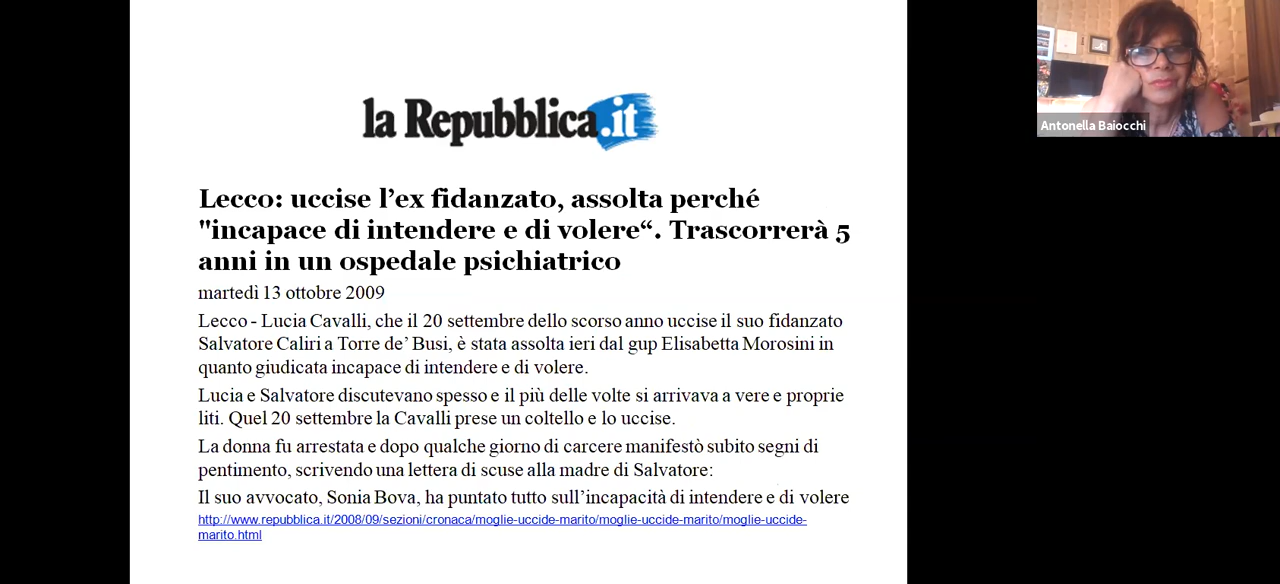 la Repubblica.it
Antonella Baiocchi
Lecco: uccise l’ex fidanzato, assolta perché
"incapace di intendere e di volere“. Trascorrerà 5
anni in un ospedale psichiatrico
martedì 13 ottobre 2009
Lecco - Lucia Cavalli, che il 20 settembre dello scorso anno uccise il suo fidanzato
Salvatore Caliri a Torre de’ Busi, è stata assolta ieri dal gup Elisabetta Morosini in
quanto giudicata incapace di intendere e di volere.
Lucia e Salvatore discutevano spesso e il più delle volte si arrivava a vere e proprie
liti. Quel 20 settembre la Cavalli prese un coltello e lo uccise.
La donna fu arrestata e dopo qualche giorno di carcere manifestò subito segni di
pentimento, scrivendo una lettera di scuse alla madre di Salvatore:
Il suo avvocato, Sonia Bova, ha puntato tutto sull’incapacità di intendere e di volere
http://www.repubblica.it/2008/09/sezioni/cronaca/moglie-uccide-marito/moglie-uccide-marito/moglie-uccide-
marito.html